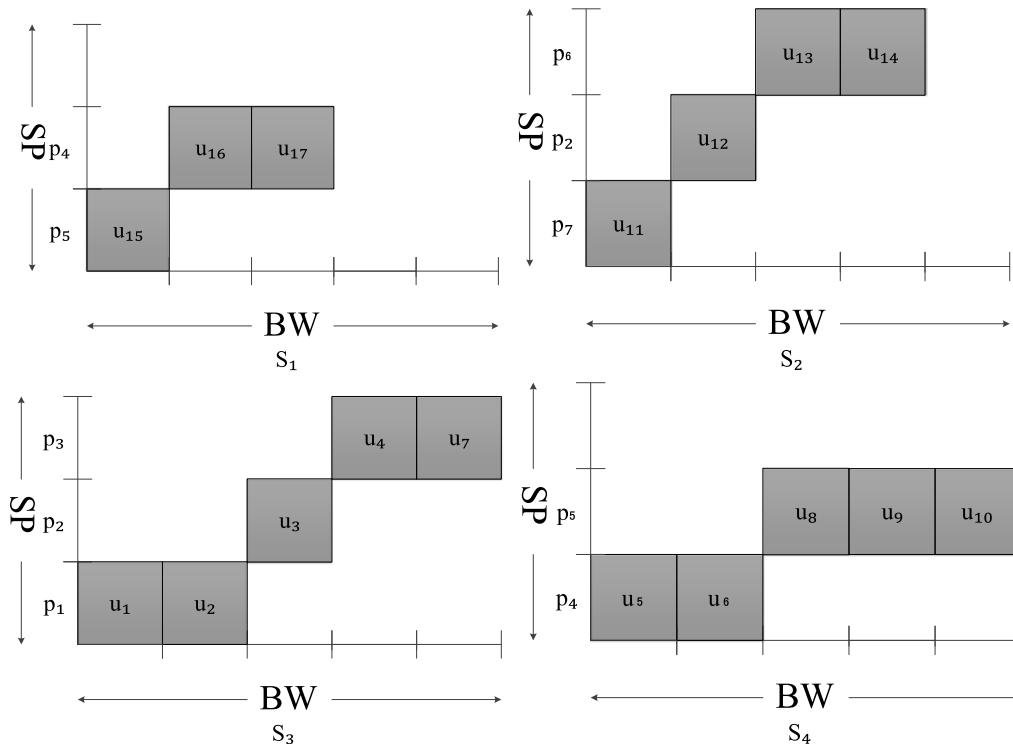 SP
p₄
p₅
u₁₆ u₁₇
u₁₅
BW
S₁
SP
p₆
p₂
p₇
u₁₃ u₁₄
u₁₂
u₁₁
BW
S₂
SP
p₃
p₂
p₁
u₄ u₇
u₃
u₁ u₂
BW
S₃
SP
p₅
p₄
u₈ u₉ u₁₀
u₅ u₆
BW
S₄